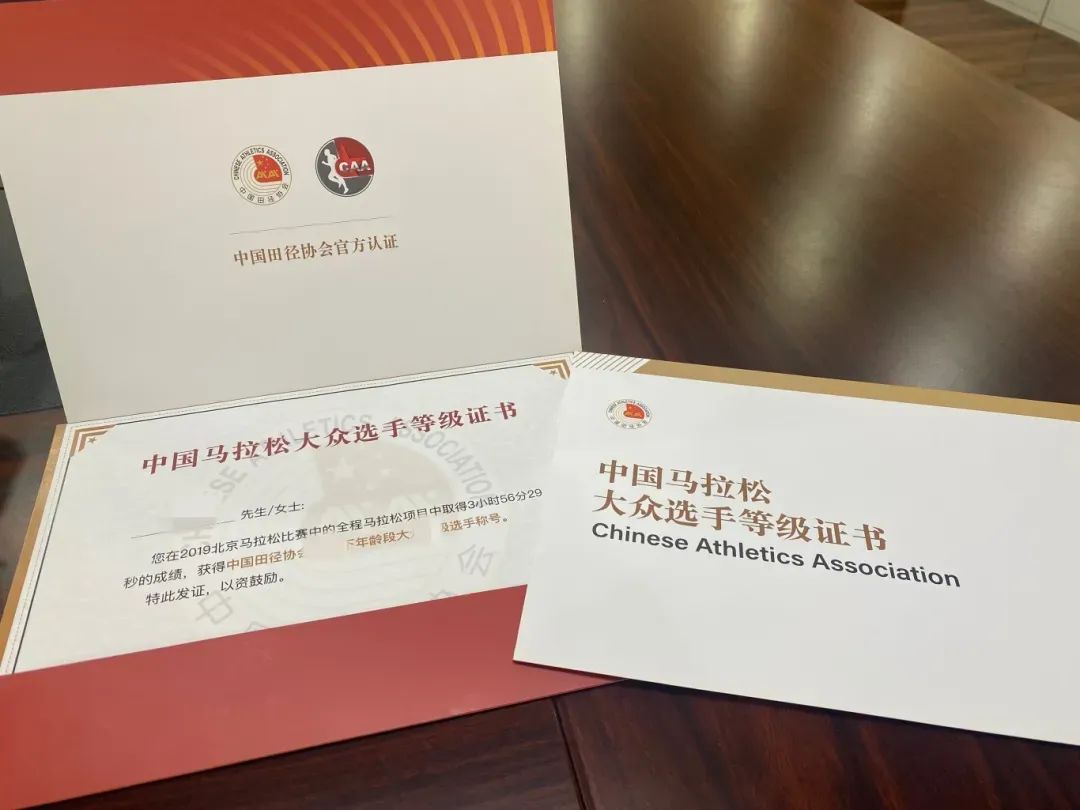 CHINESE ATHLETICS ASSOCIATION
中国田径协会
CAA
中国田径协会官方认证
中国马拉松大众选手等级证书
先生/女士:
您在2019北京马拉松比赛中的全程马拉松项目中取得3小时56分29
秒的成绩，获得中国田径协会 下年龄段大 级选手称号。
特此发证，以资鼓励。
中国马拉松
大众选手等级证书
Chinese Athletics Association